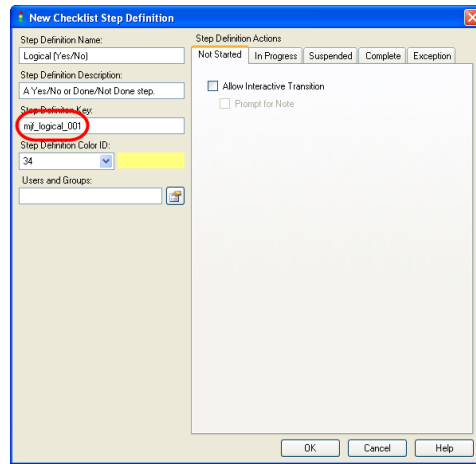 New Checklist Step Definition
Step Definition Name:
Logical (Yes/No)
Step Definition Description:
A Yes/No or Done/Not Done step.
Step Definiton Key:
mjf_logical_001
Step Definition Color ID:
34
Users and Groups:
Step Definition Actions
Not Started In Progress Suspended Complete Exception
Allow Interactive Transition
Prompt for Note
OK Cancel Help